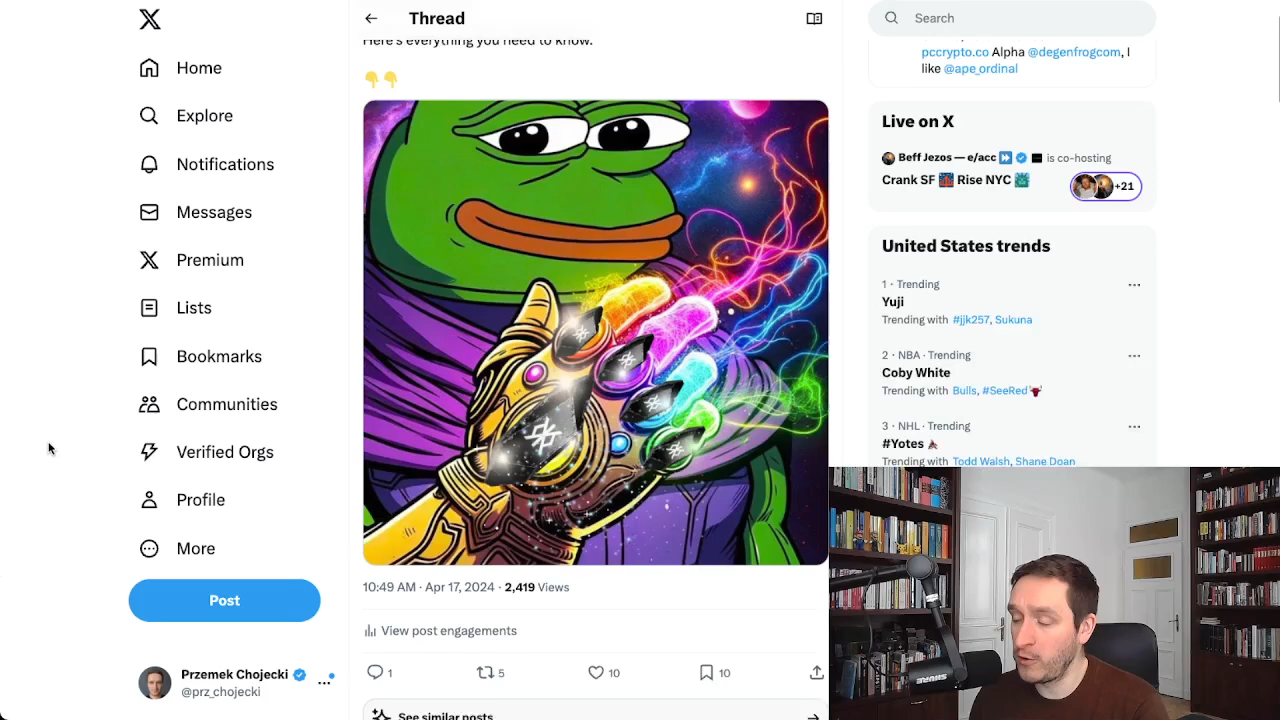 Home
Explore
Notifications
Messages
Premium
Lists
Bookmarks
Communities
Verified Orgs
Profile
More
Post
Przemek Chojecki
@prz_chojecki
Thread
Here's everything you need to know.
10:49 AM · Apr 17, 2024 · 2,419 Views
View post engagements
1
5
10
10
See similar posts
Search
pccrypto.co Alpha @degenfrogcom, I
like @ape_ordinal
Live on X
Beff Jezos — e/acc is co-hosting
Crank SF Rise NYC
+21
United States trends
1 · Trending
Yuji
Trending with #jjk257, Sukuna
2 · NBA · Trending
Coby White
Trending with Bulls, #SeeRed
3 · NHL · Trending
#Yotes
Trending with Todd Walsh, Shane Doan
SHURE